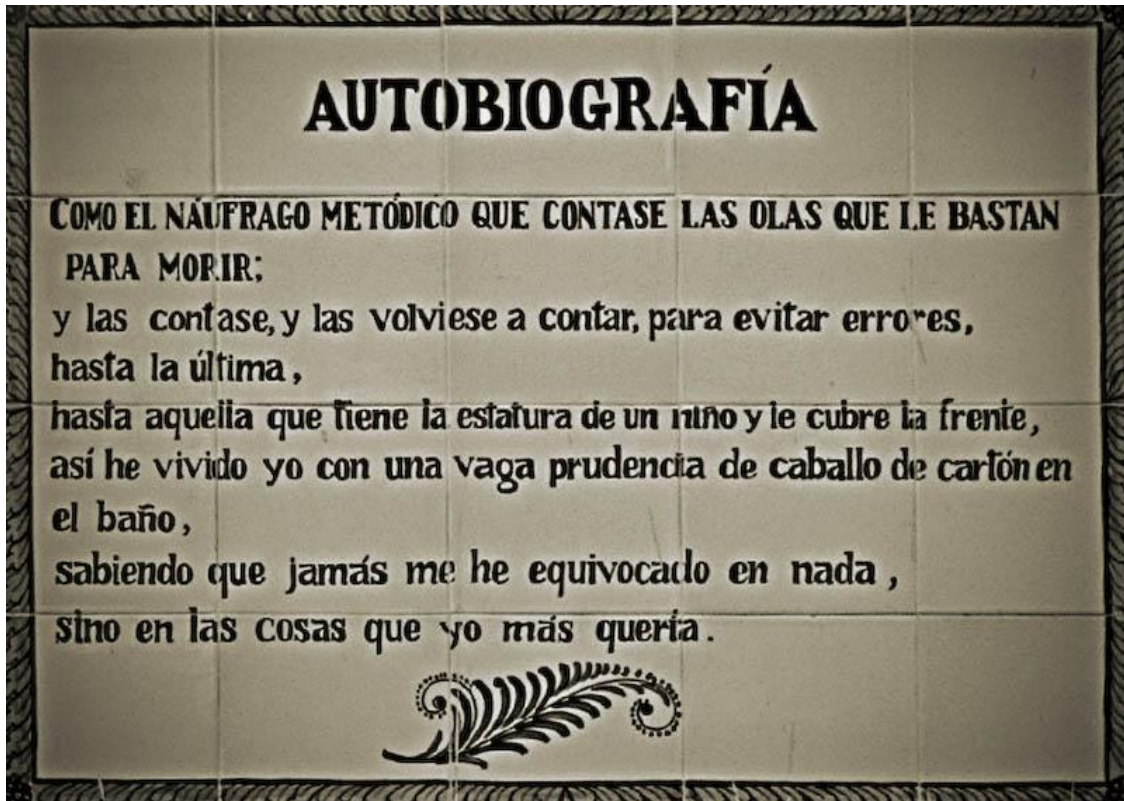 AUTOBIOGRAFÍA
COMO EL NÁUFRAGO METÓDICO QUE CONTASE LAS OLAS QUE LE BASTAN
PARA MORIR;
y las contase, y las volviese a contar, para evitar errores,
hasta la última,
hasta aquella que tiene la estatura de un niño y le cubre la frente,
así he vivido yo con una vaga prudencia de caballo de cartón en
el baño,
sabiendo que jamás me he equivocado en nada,
sino en las cosas que yo más quería.